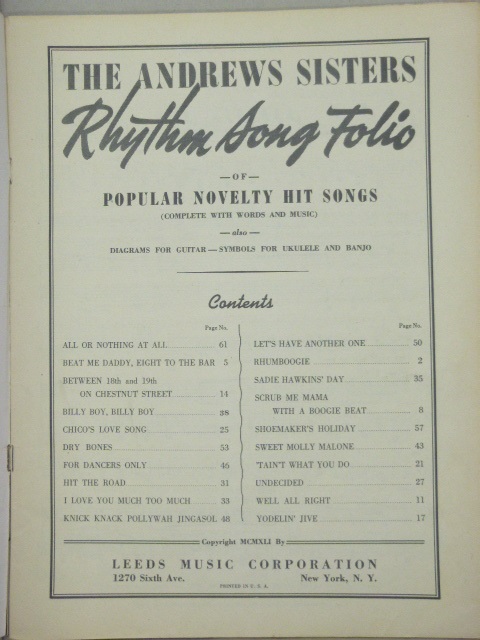 THE ANDREWS SISTERS
Rhythm Song Folio
—OF—
POPULAR NOVELTY HIT SONGS
(COMPLETE WITH WORDS AND MUSIC)
— also —
DIAGRAMS FOR GUITAR — SYMBOLS FOR UKULELE AND BANJO
Contents
Page No.
ALL OR NOTHING AT ALL 61
BEAT ME DADDY, EIGHT TO THE BAR 5
BETWEEN 18th and 19th
ON CHESTNUT STREET 14
BILLY BOY, BILLY BOY 38
CHICO'S LOVE SONG 25
DRY BONES 53
FOR DANCERS ONLY 46
HIT THE ROAD 31
I LOVE YOU MUCH TOO MUCH 33
KNICK KNACK POLLYWAH JINGASOL 48
Page No.
LET'S HAVE ANOTHER ONE 50
RHUMBOOGIE 2
SADIE HAWKINS' DAY 35
SCRUB ME MAMA
WITH A BOOGIE BEAT 8
SHOEMAKER'S HOLIDAY 57
SWEET MOLLY MALONE 43
'TAIN'T WHAT YOU DO 21
UNDECIDED 27
WELL ALL RIGHT 11
YODELIN' JIVE 17
Copyright MCMXLI By
LEEDS MUSIC CORPORATION
1270 Sixth Ave. New York, N. Y.
PRINTED IN U. S. A.